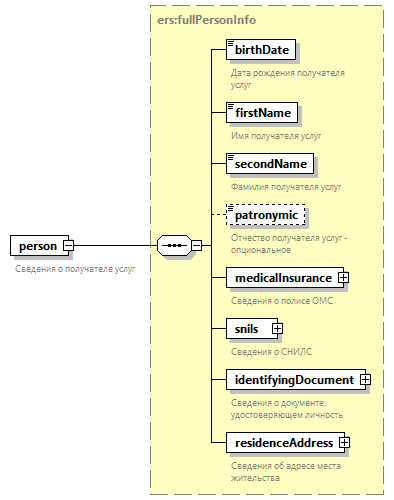 ers:fullPersonInfo
birthDate
Дата рождения получателя
услуг
firstName
Имя получателя услуг
secondName
Фамилия получателя услуг
patronymic
Отчество получателя услуг -
опциональное
person
Сведения о получателе услуг
medicalInsurance
Сведения о полисе ОМС
snils
Сведения о СНИЛС
identifyingDocument
Сведения о документе,
удостоверяющем личность
residenceAddress
Сведения об адресе места
жительства